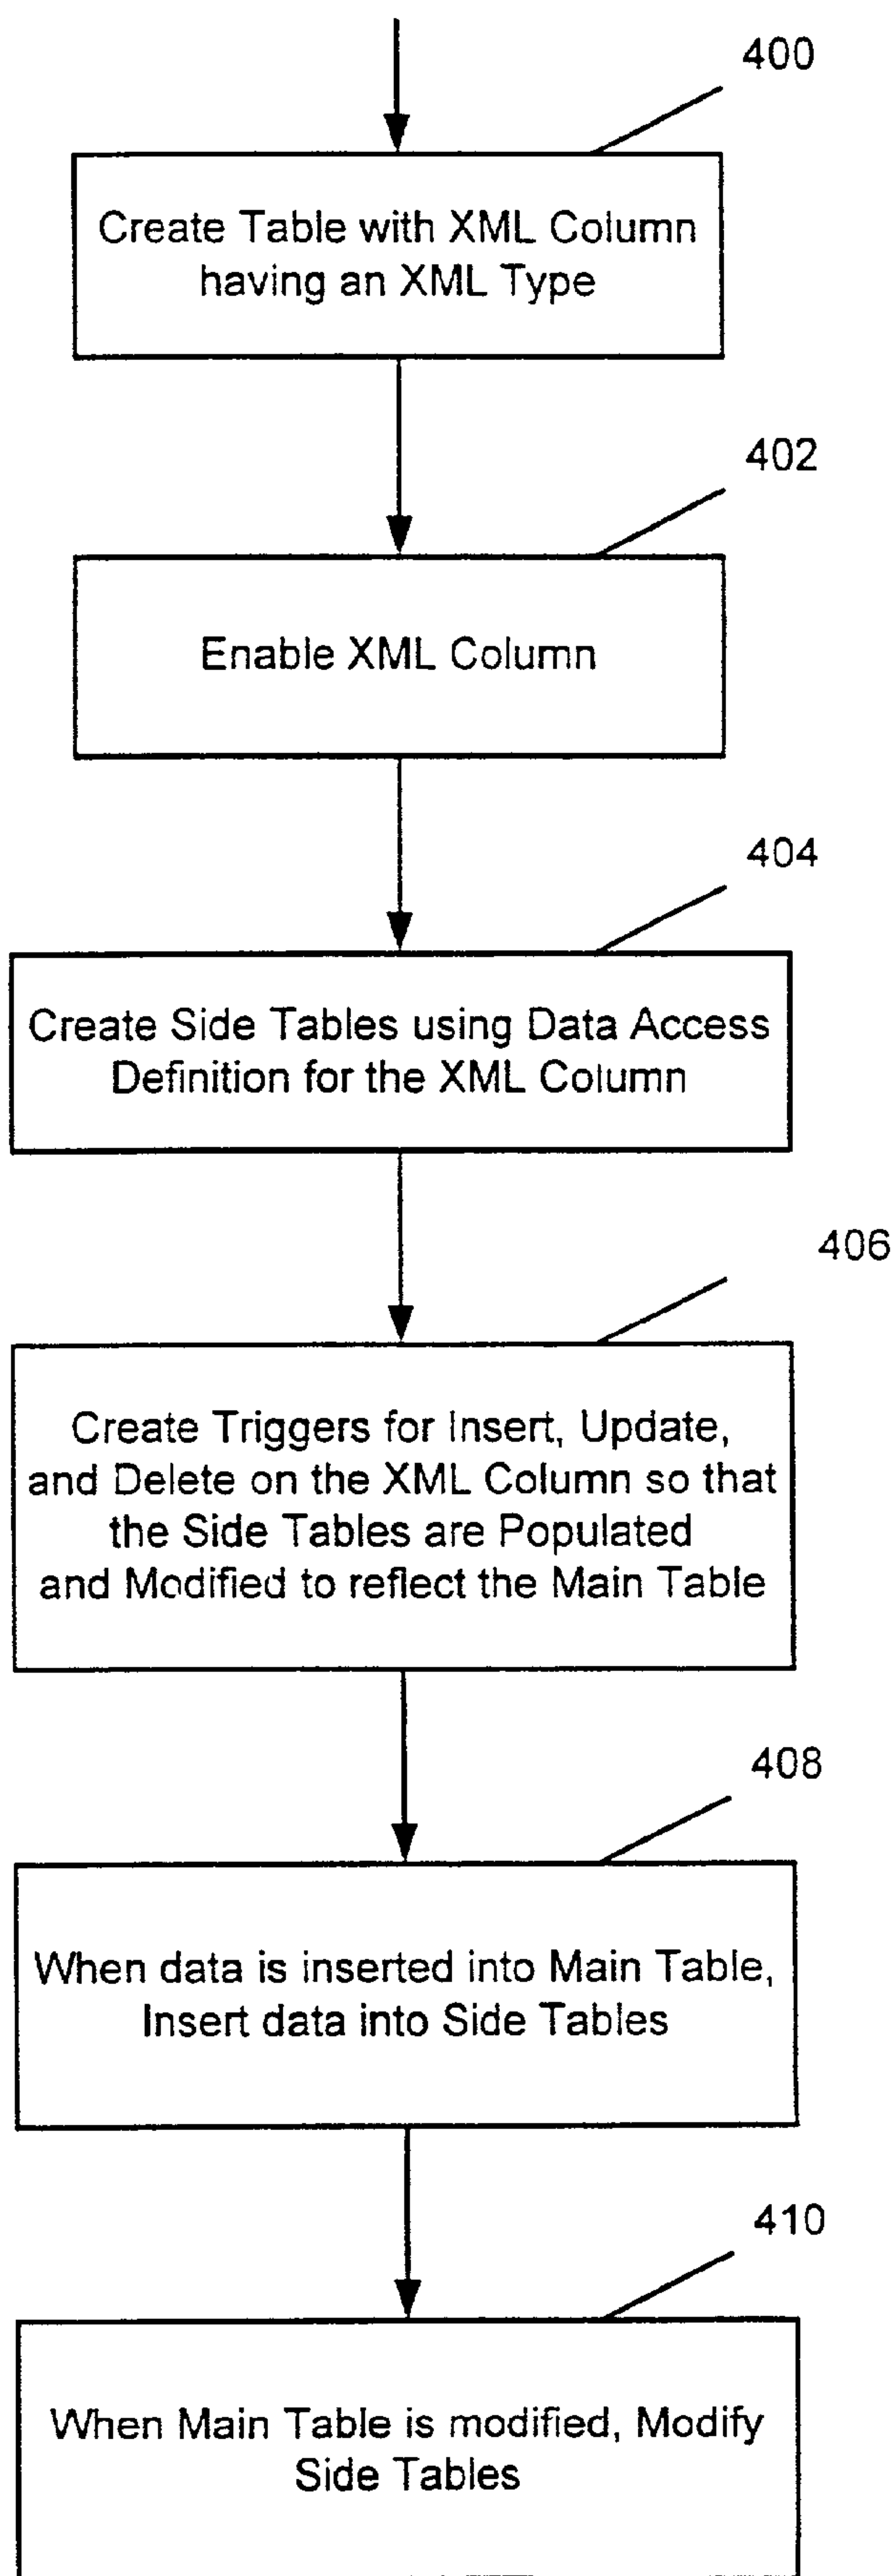 400
Create Table with XML Column
having an XML Type
402
Enable XML Column
404
Create Side Tables using Data Access
Definition for the XML Column
406
Create Triggers for Insert, Update,
and Delete on the XML Column so that
the Side Tables are Populated
and Modified to reflect the Main Table
408
When data is inserted into Main Table,
Insert data into Side Tables
410
When Main Table is modified, Modify
Side Tables